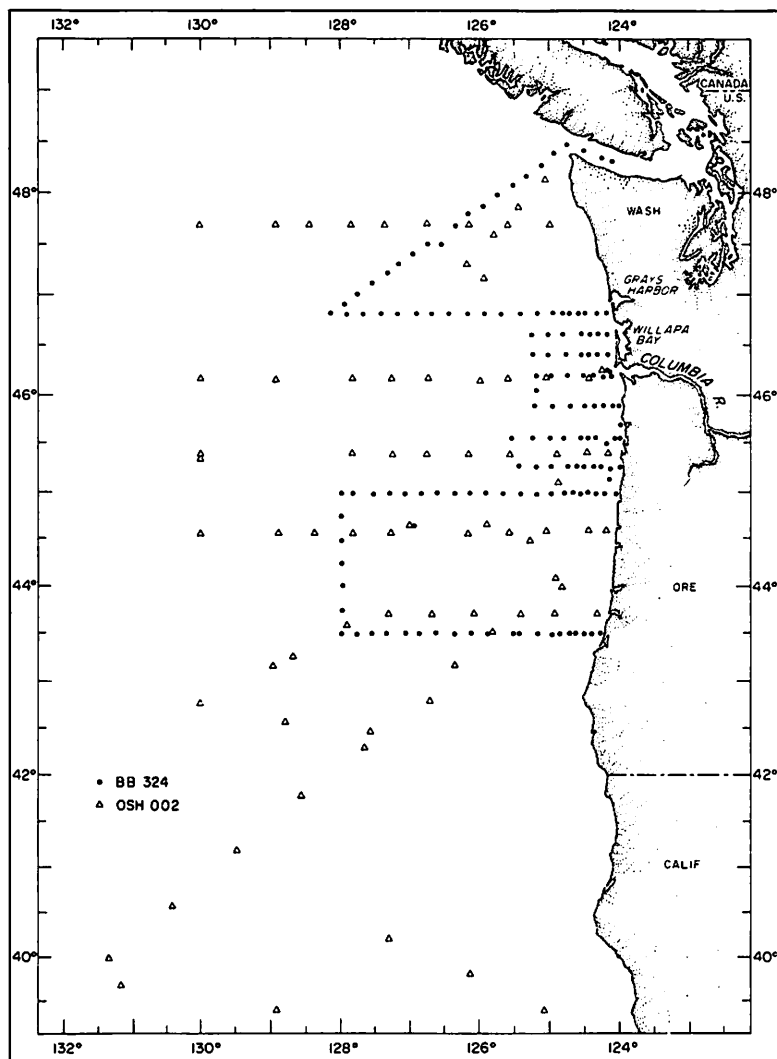 132° 130° 128° 126° 124°
CANADA
U.S.
48° 48°
WASH
GRAYS
HARBOR
WILLAPA
BAY
COLUMBIA R.
46° 46°
44° ORE 44°
42° 42°
• BB 324
△ OSH 002
CALIF
40° 40°
132° 130° 128° 126° 124°